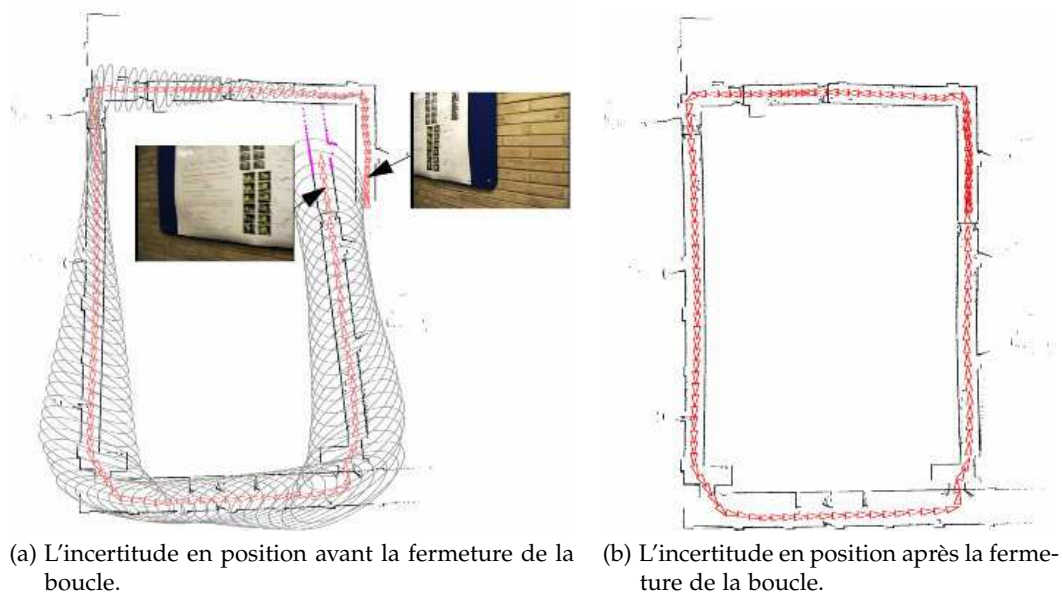 (a) L'incertitude en position avant la fermeture de la
boucle.
(b) L'incertitude en position après la ferme-
ture de la boucle.